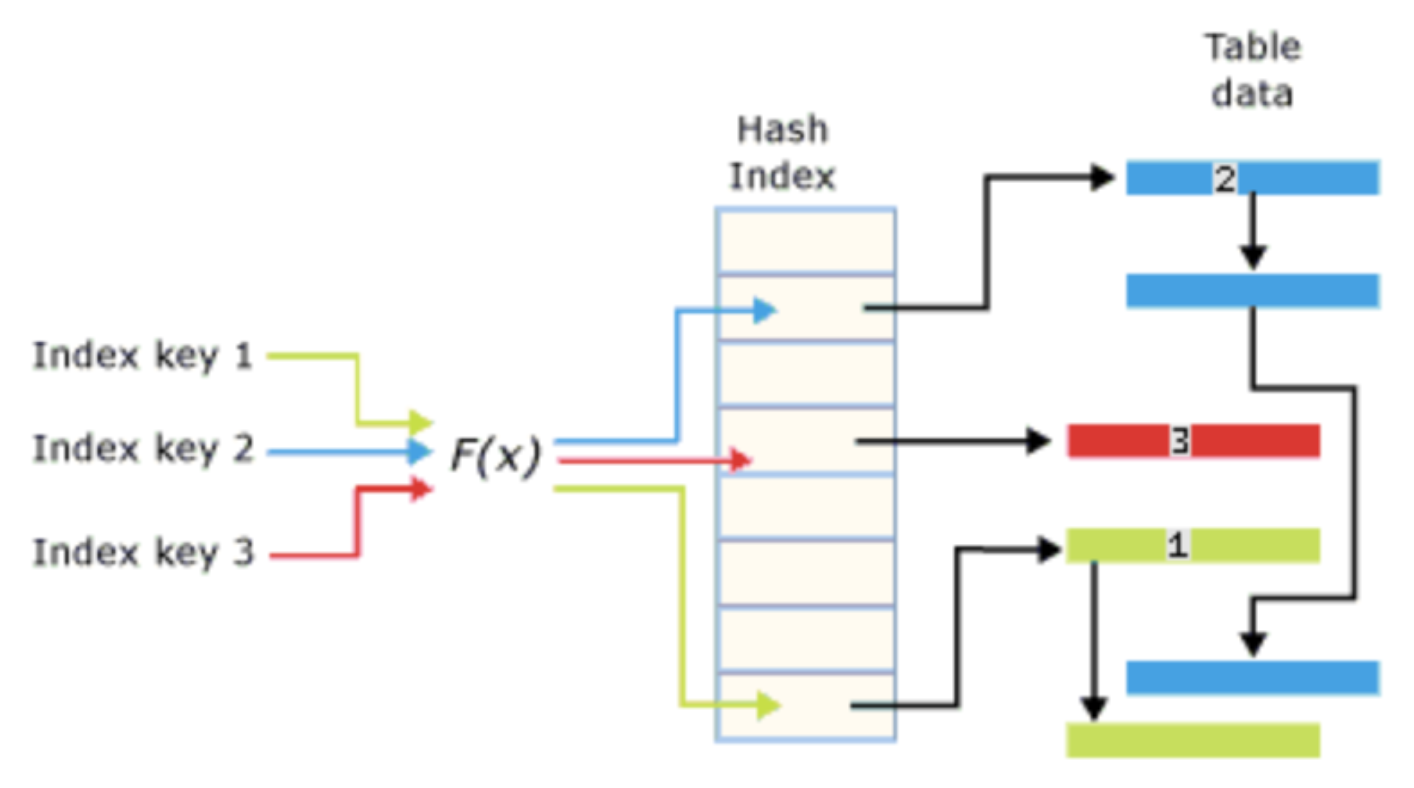 Table
data
Hash
Index
2
Index key 1
Index key 2
F(x)
3
Index key 3
1